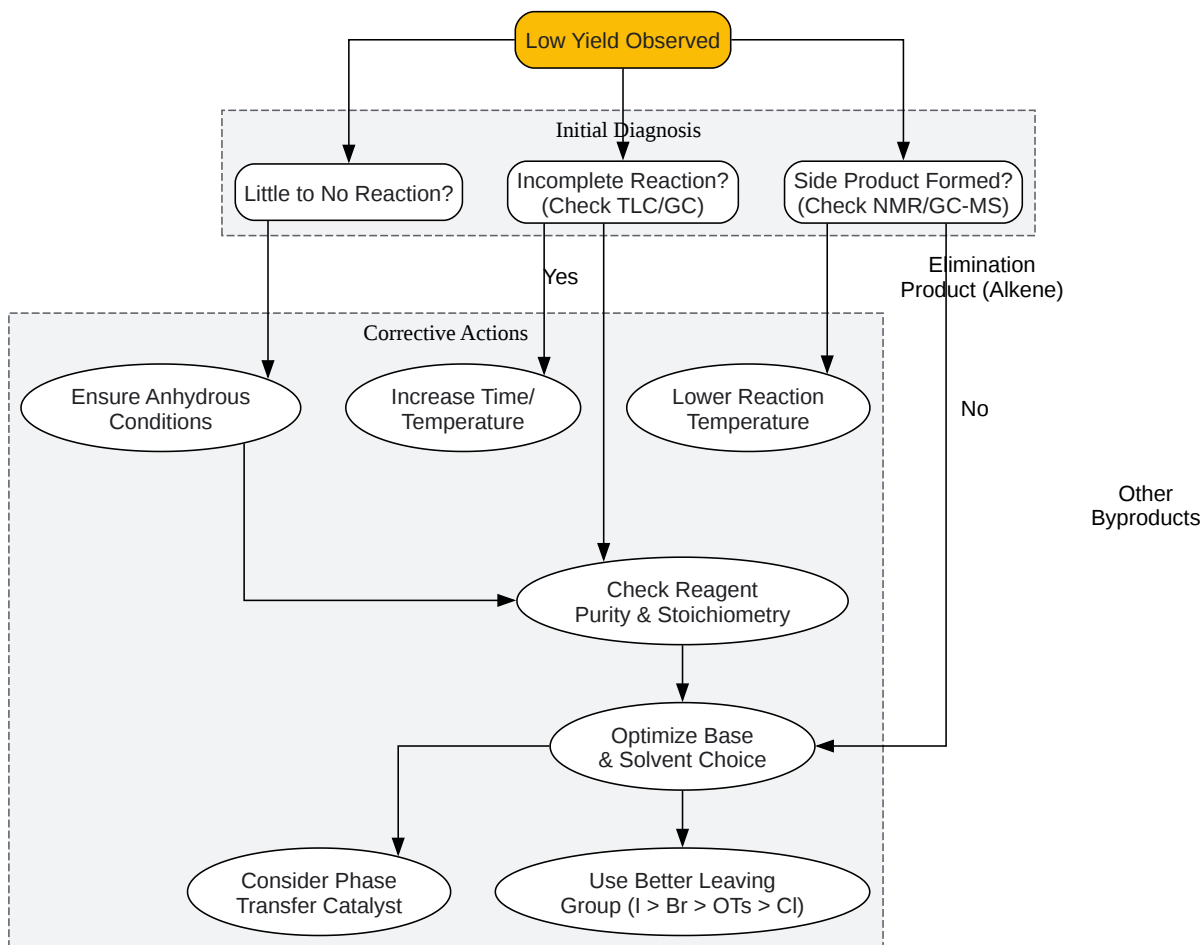 Low Yield Observed
Initial Diagnosis
Little to No Reaction?
Incomplete Reaction?
(Check TLC/GC)
Side Product Formed?
(Check NMR/GC-MS)
Yes
Elimination
Product (Alkene)
Corrective Actions
Ensure Anhydrous
Conditions
Increase Time/
Temperature
Lower Reaction
Temperature
No
Other
Byproducts
Check Reagent
Purity & Stoichiometry
Optimize Base
& Solvent Choice
Consider Phase
Transfer Catalyst
Use Better Leaving
Group (I > Br > OTs > Cl)